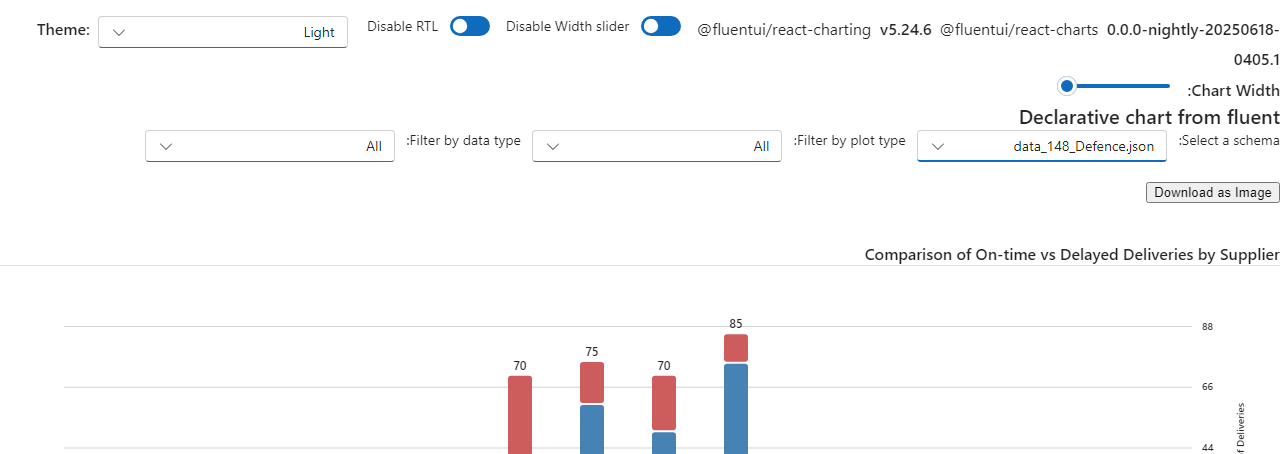 Theme: Light Disable RTL Disable Width slider @fluentui/react-charting v5.24.6 @fluentui/react-charts 0.0.0-nightly-20250618-
0405.1
:Chart Width
Declarative chart from fluent
All :Filter by data type All :Filter by plot type data_148_Defence.json :Select a schema
Download as Image
Comparison of On-time vs Delayed Deliveries by Supplier
85 88
75
70 70
66
Deliveries
44